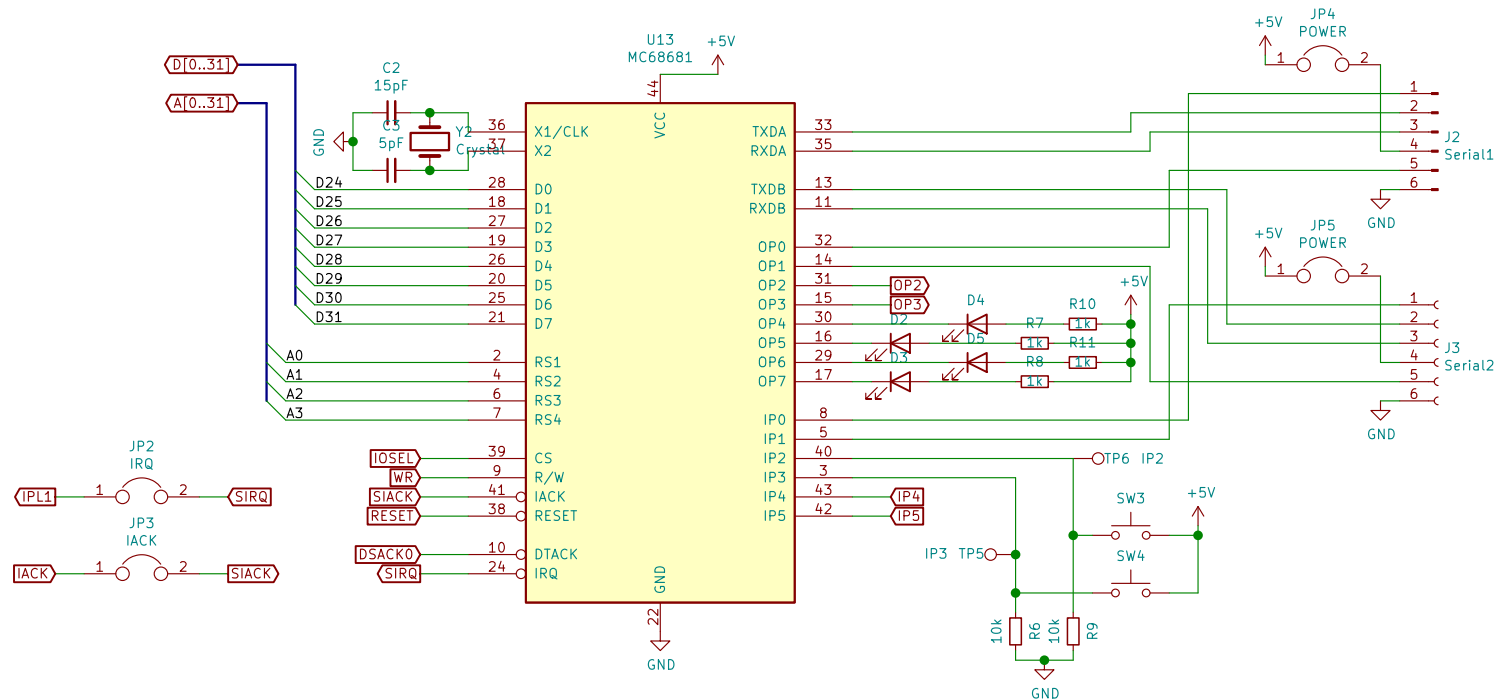 D[0..31]
A[0..31]
C2
15pF
C3
5pF
GND
Y2
Crystal
U13
MC68681
+5V
44
VCC
36 X1/CLK
37 X2
D24 28 D0
D25 18 D1
D26 27 D2
D27 19 D3
D28 26 D4
D29 20 D5
D30 25 D6
D31 21 D7
A0 2 RS1
A1 4 RS2
A2 6 RS3
A3 7 RS4
IOSEL 39 CS
WR 9 R/W
SIACK 41 IACK
RESET 38 RESET
DSACK0 10 DTACK
SIRQ 24 IRQ
GND
22
GND
JP2
IRQ
IPL1 1 2 SIRQ
JP3
IACK
IACK 1 2 SIACK
TXDA 33
RXDA 35
TXDB 13
RXDB 11
OP0 32
OP1 14
OP2 31 OP2
OP3 15 OP3
OP4 30
OP5 16
OP6 29
OP7 17
IP0 8
IP1 5
IP2 40
IP3 3
IP4 43 IP4
IP5 42 IP5
D4
D2
D5
D3
+5V
R10
1k
R7
1k
R11
1k
R8
1k
TP6 IP2
IP3 TP5
SW3
+5V
SW4
10k R6
10k R9
GND
JP4
POWER
+5V
1 2
1
2
3
4
5
6
J2
Serial1
GND
JP5
POWER
+5V
1 2
1
2
3
4
5
6
J3
Serial2
GND